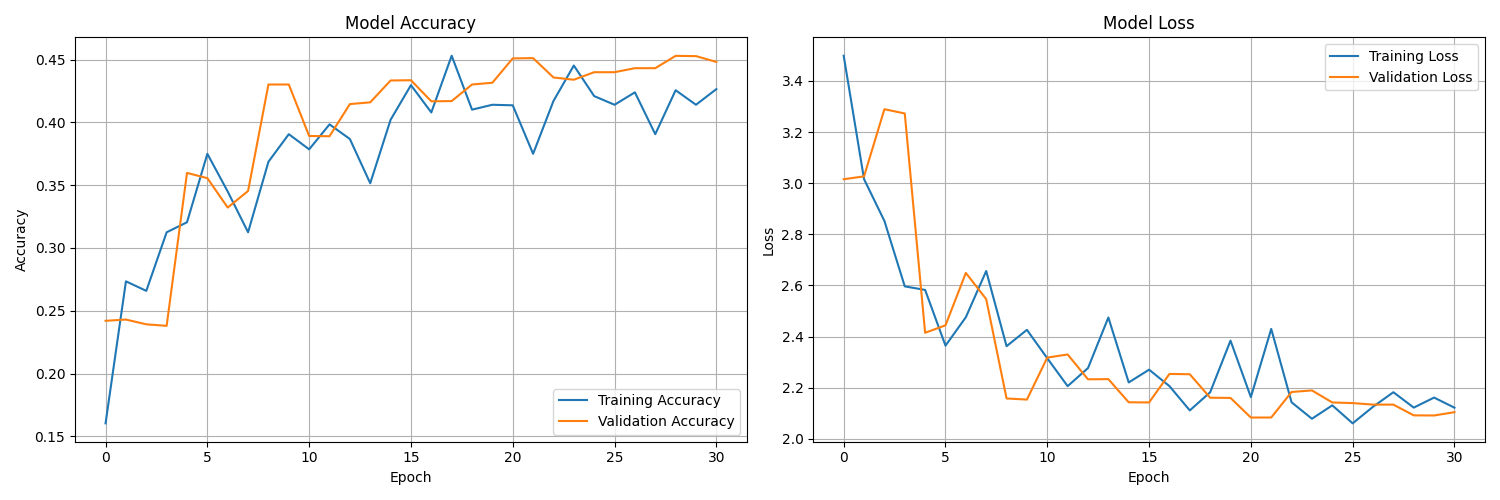 Model Accuracy
Accuracy
0.45
0.40
0.35
0.30
0.25
0.20
0.15
0
5
10
15
20
25
30
Epoch
Training Accuracy
Validation Accuracy
Model Loss
Loss
3.4
3.2
3.0
2.8
2.6
2.4
2.2
2.0
0
5
10
15
20
25
30
Epoch
Training Loss
Validation Loss